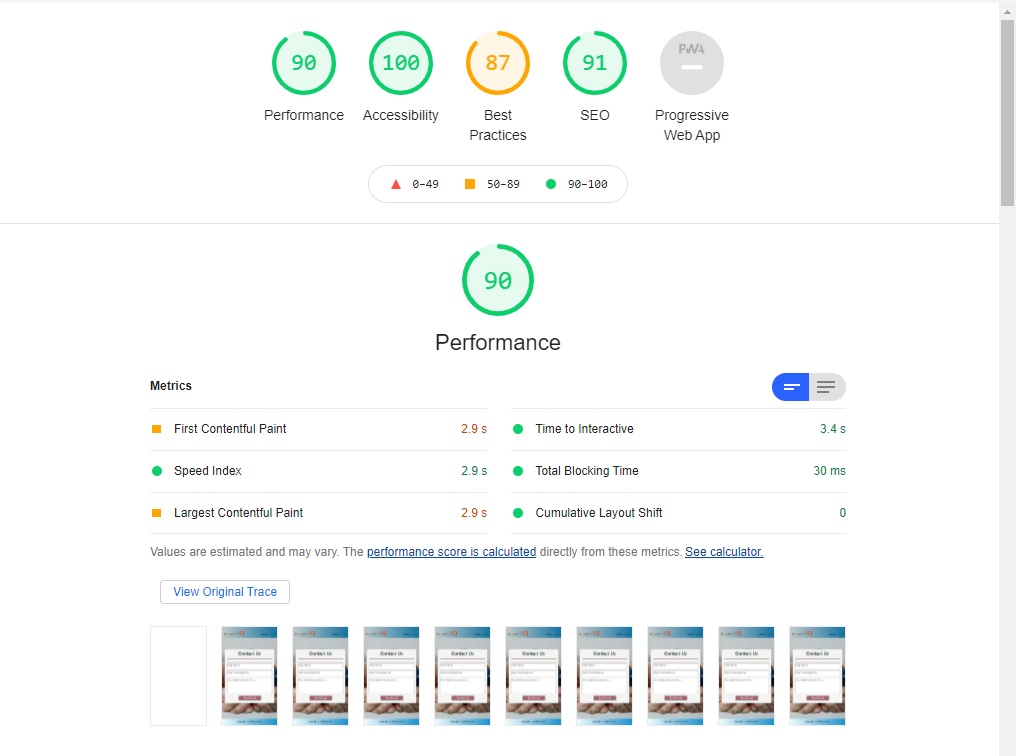 90 100 87 91 PWA
Performance Accessibility Best Practices SEO Progressive Web App
0–49 50–89 90–100
90
Performance
Metrics
First Contentful Paint 2.9 s
Time to Interactive 3.4 s
Speed Index 2.9 s
Total Blocking Time 30 ms
Largest Contentful Paint 2.9 s
Cumulative Layout Shift 0
Values are estimated and may vary. The performance score is calculated directly from these metrics. See calculator.
View Original Trace
Contact Us Contact Us Contact Us Contact Us Contact Us Contact Us Contact Us Contact Us Contact Us